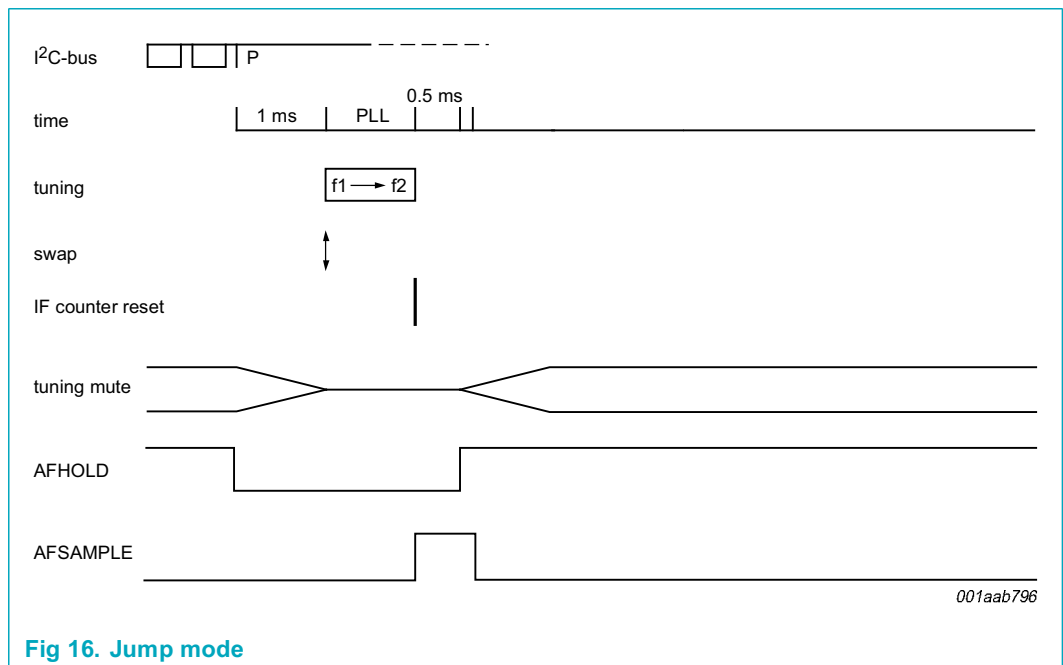 I²C-bus
P
0.5 ms
time
1 ms
PLL
tuning
f1 → f2
swap
IF counter reset
tuning mute
AFHOLD
AFSAMPLE
001aab796
Fig 16. Jump mode